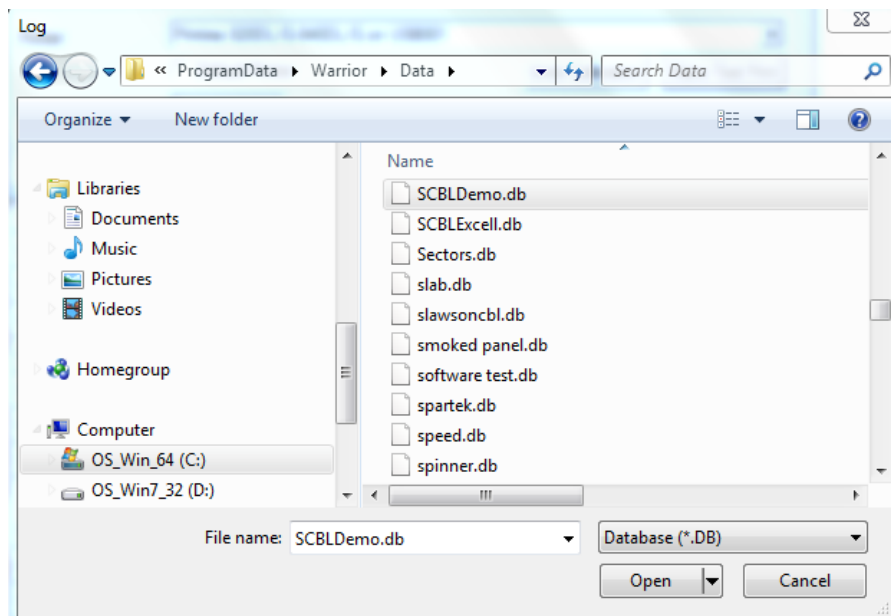 Log
« ProgramData Warrior Data Search Data
Organize New folder
Name
Libraries
Documents
Music
Pictures
Videos
Homegroup
Computer
OS_Win_64 (C:)
OS_Win7_32 (D:)
SCBLDemo.db
SCBLExcell.db
Sectors.db
slab.db
slawsoncbl.db
smoked panel.db
software test.db
spartek.db
speed.db
spinner.db
File name: SCBLDemo.db Database (*.DB)
Open Cancel